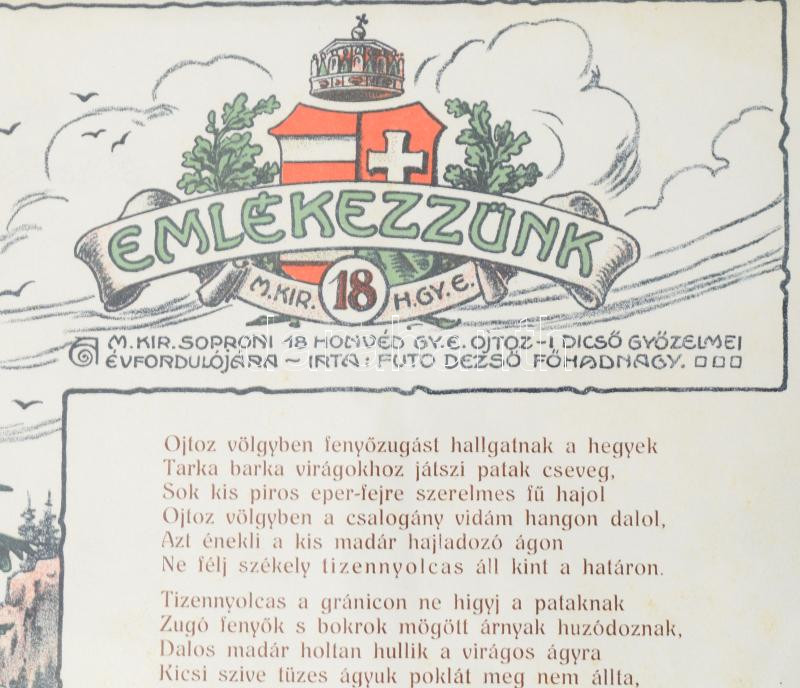 EMLÉKEZZÜNK
M. KIR. 18 H. GY. E.
A M. KIR. SOPRONI 18 HONVÉD GY. E. OJTOZ-I DICSŐ GYŐZELMEI
ÉVFORDULÓJÁRA ~ IRTA: FUTÓ DEZSŐ FŐHADNAGY.
Ojtoz völgyben fenyőzugást hallgatnak a hegyek
Tarka barka virágokhoz játszi patak cseveg,
Sok kis piros eper-fejre szerelmes fű hajol
Ojtoz völgyben a csalogány vidám hangon dalol,
Azt énekli a kis madár hajladozó ágon
Ne félj székely tizennyolcas áll kint a határon.
Tizennyolcas a gránicon ne higyj a pataknak
Zugó fenyők s bokrok mögött árnyak huzódoznak,
Dalos madár holtan hullik a virágos ágyra
Kicsi szive tüzes ágyuk poklát meg nem állta,